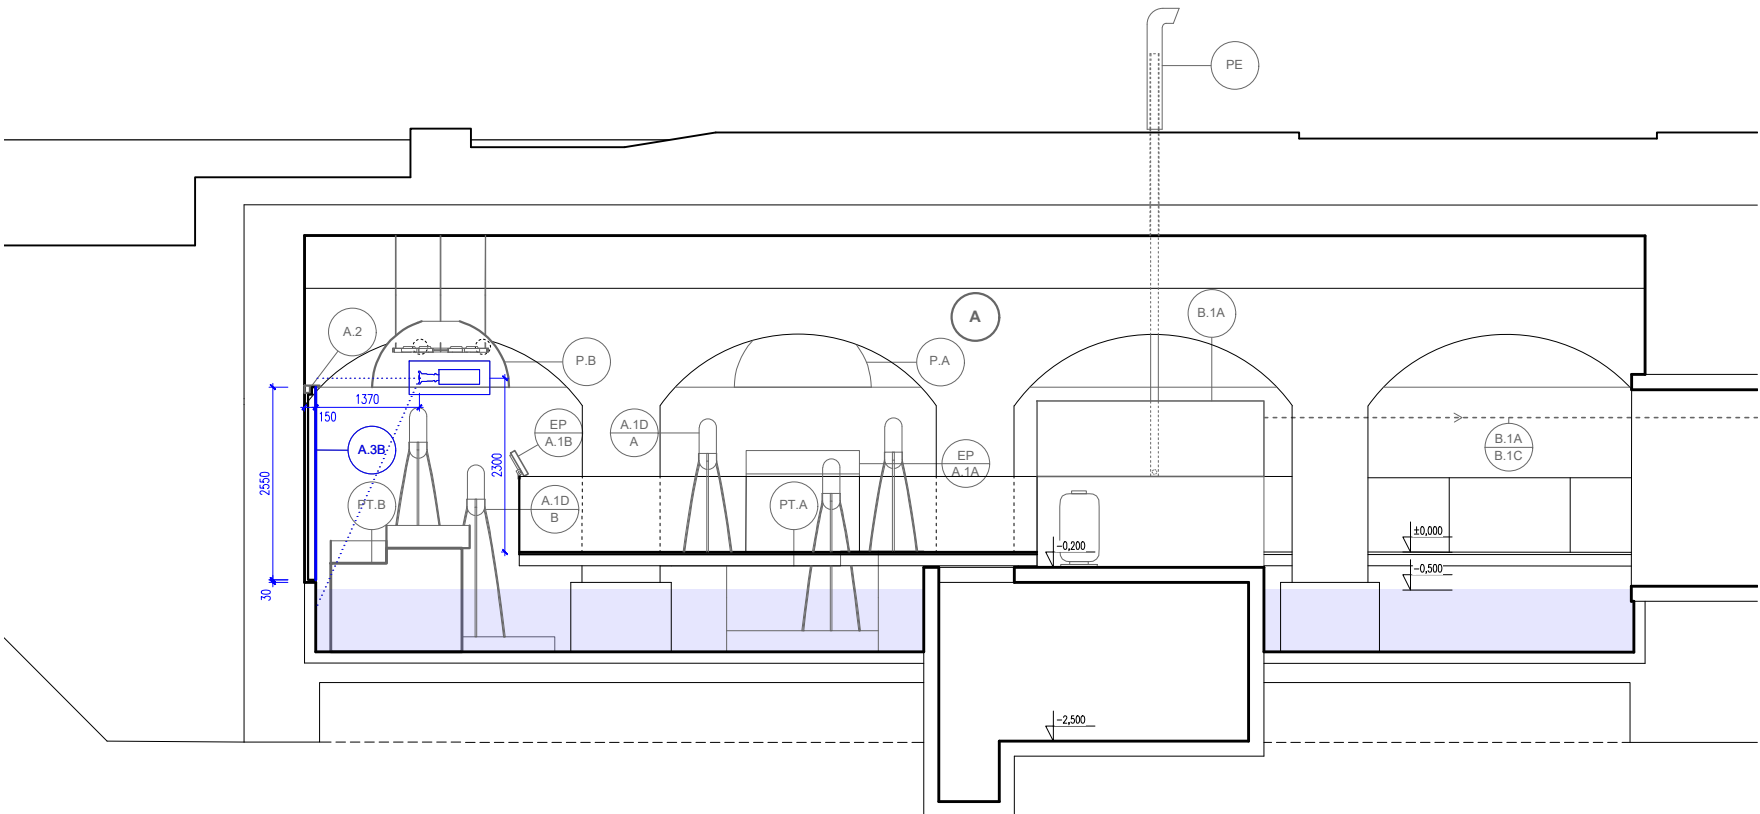 PE
A
B.1A
A.2
P.B
P.A
1370
150
EP
A.1B
A.1D
A
A.3B
2300
EP
A.1A
B.1A
B.1C
2550
PT.B
A.1D
B
PT.A
±0,000
-0,200
-0,500
30
-2,500